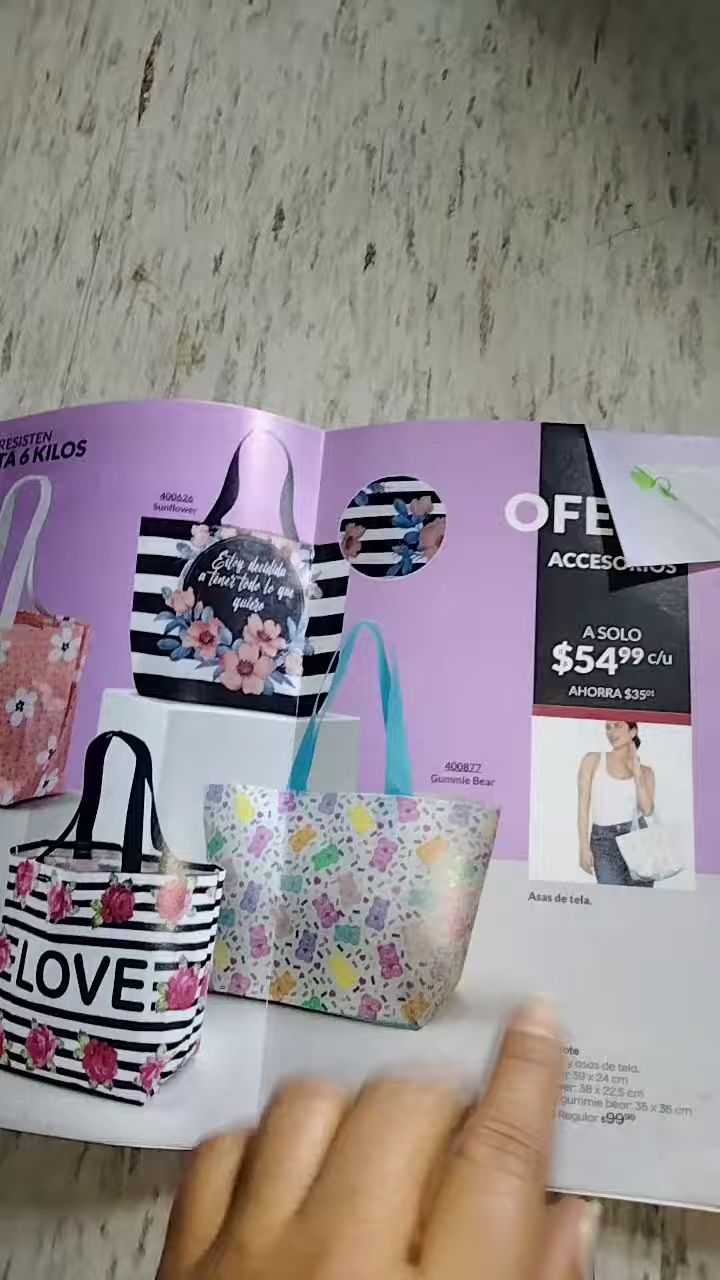 RESISTEN
TA 6 KILOS
400626
Sunflower
Estoy decidida
a tener todo lo que
quiero
LOVE
400877
Gummie Bear
OFE
ACCESORIOS
A SOLO
$54⁹⁹ c/u
AHORRA $35⁰¹
Asas de tela.
y asas de tela.
39 x 24 cm
38 x 22,5 cm
gummie bear: 35 x 36 cm
Regular $99⁹⁹